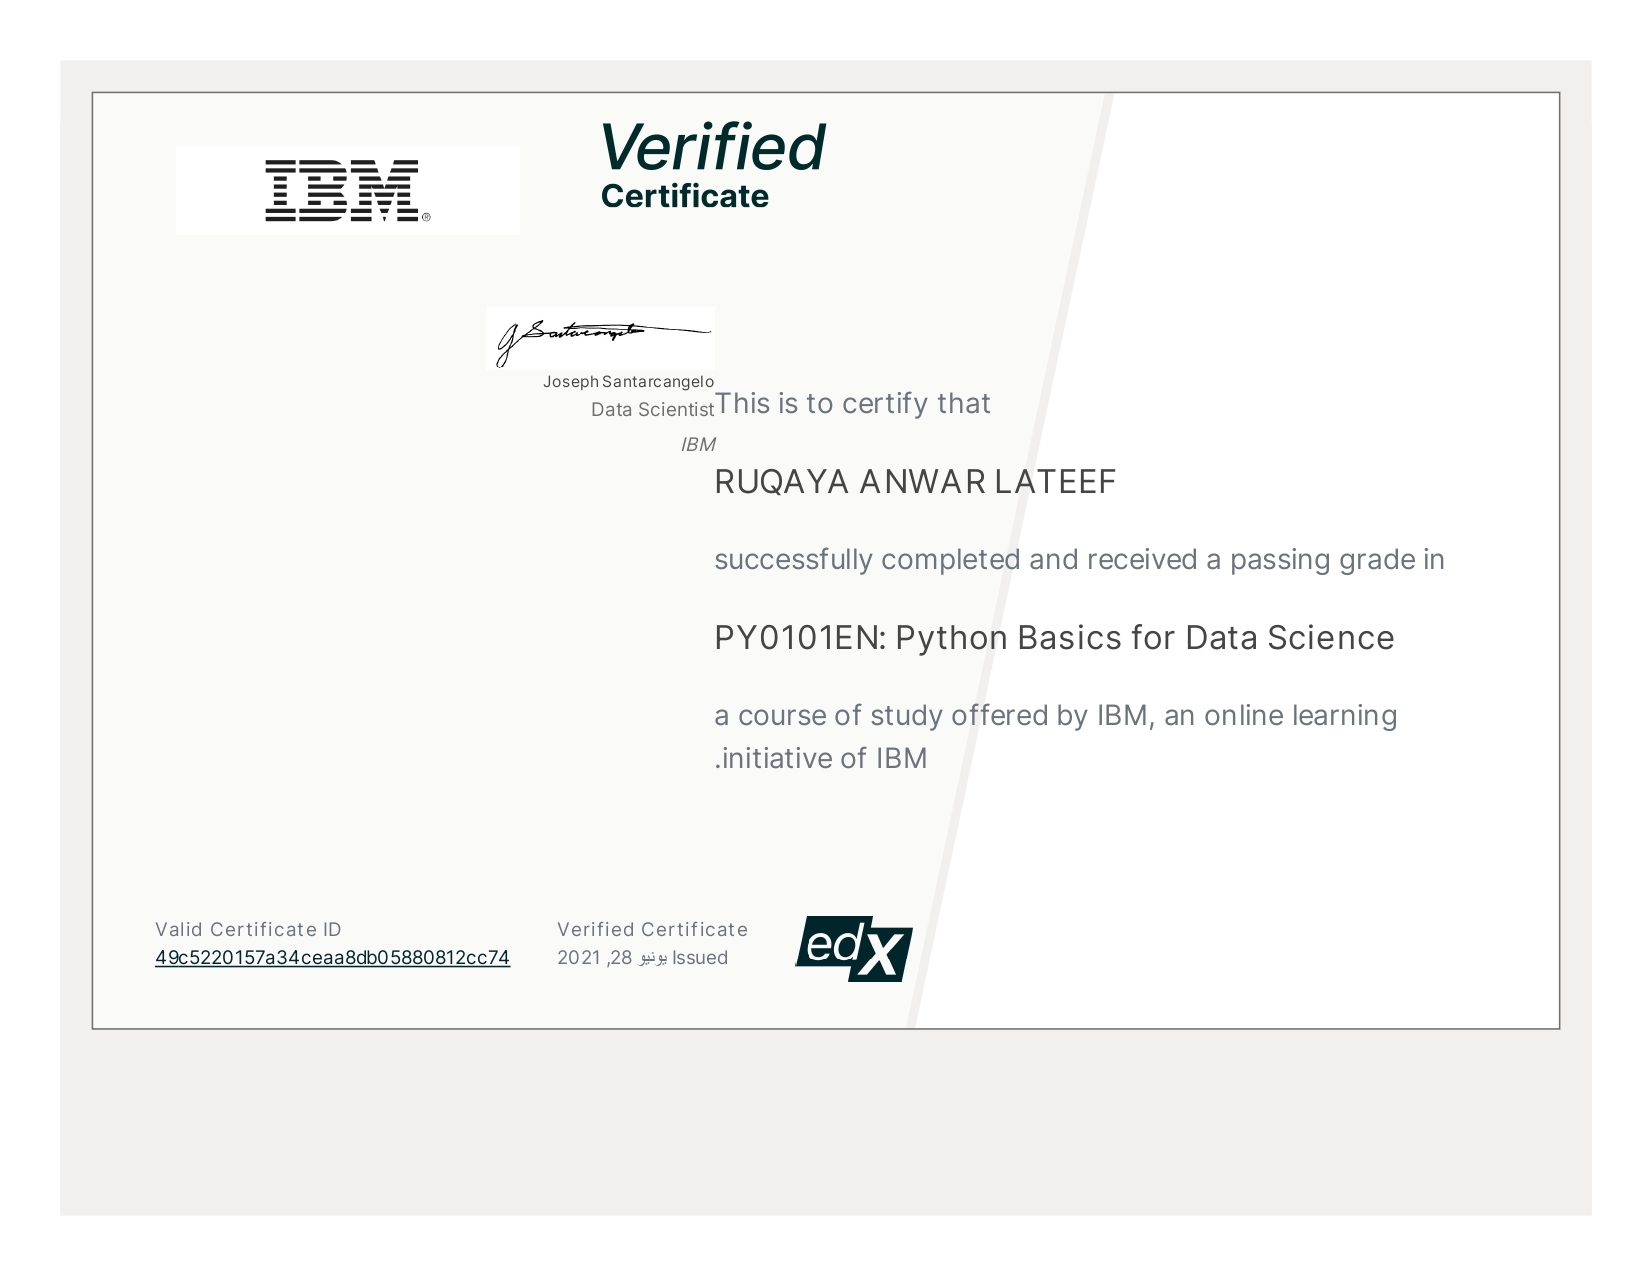 IBM®
Verified
Certificate
Joseph Santarcangelo
Data Scientist
IBM
This is to certify that
RUQAYA ANWAR LATEEF
successfully completed and received a passing grade in
PY0101EN: Python Basics for Data Science
a course of study offered by IBM, an online learning
.initiative of IBM
Valid Certificate ID
49c5220157a34ceaa8db05880812cc74
Verified Certificate
2021 ,28 يونيو Issued
edX